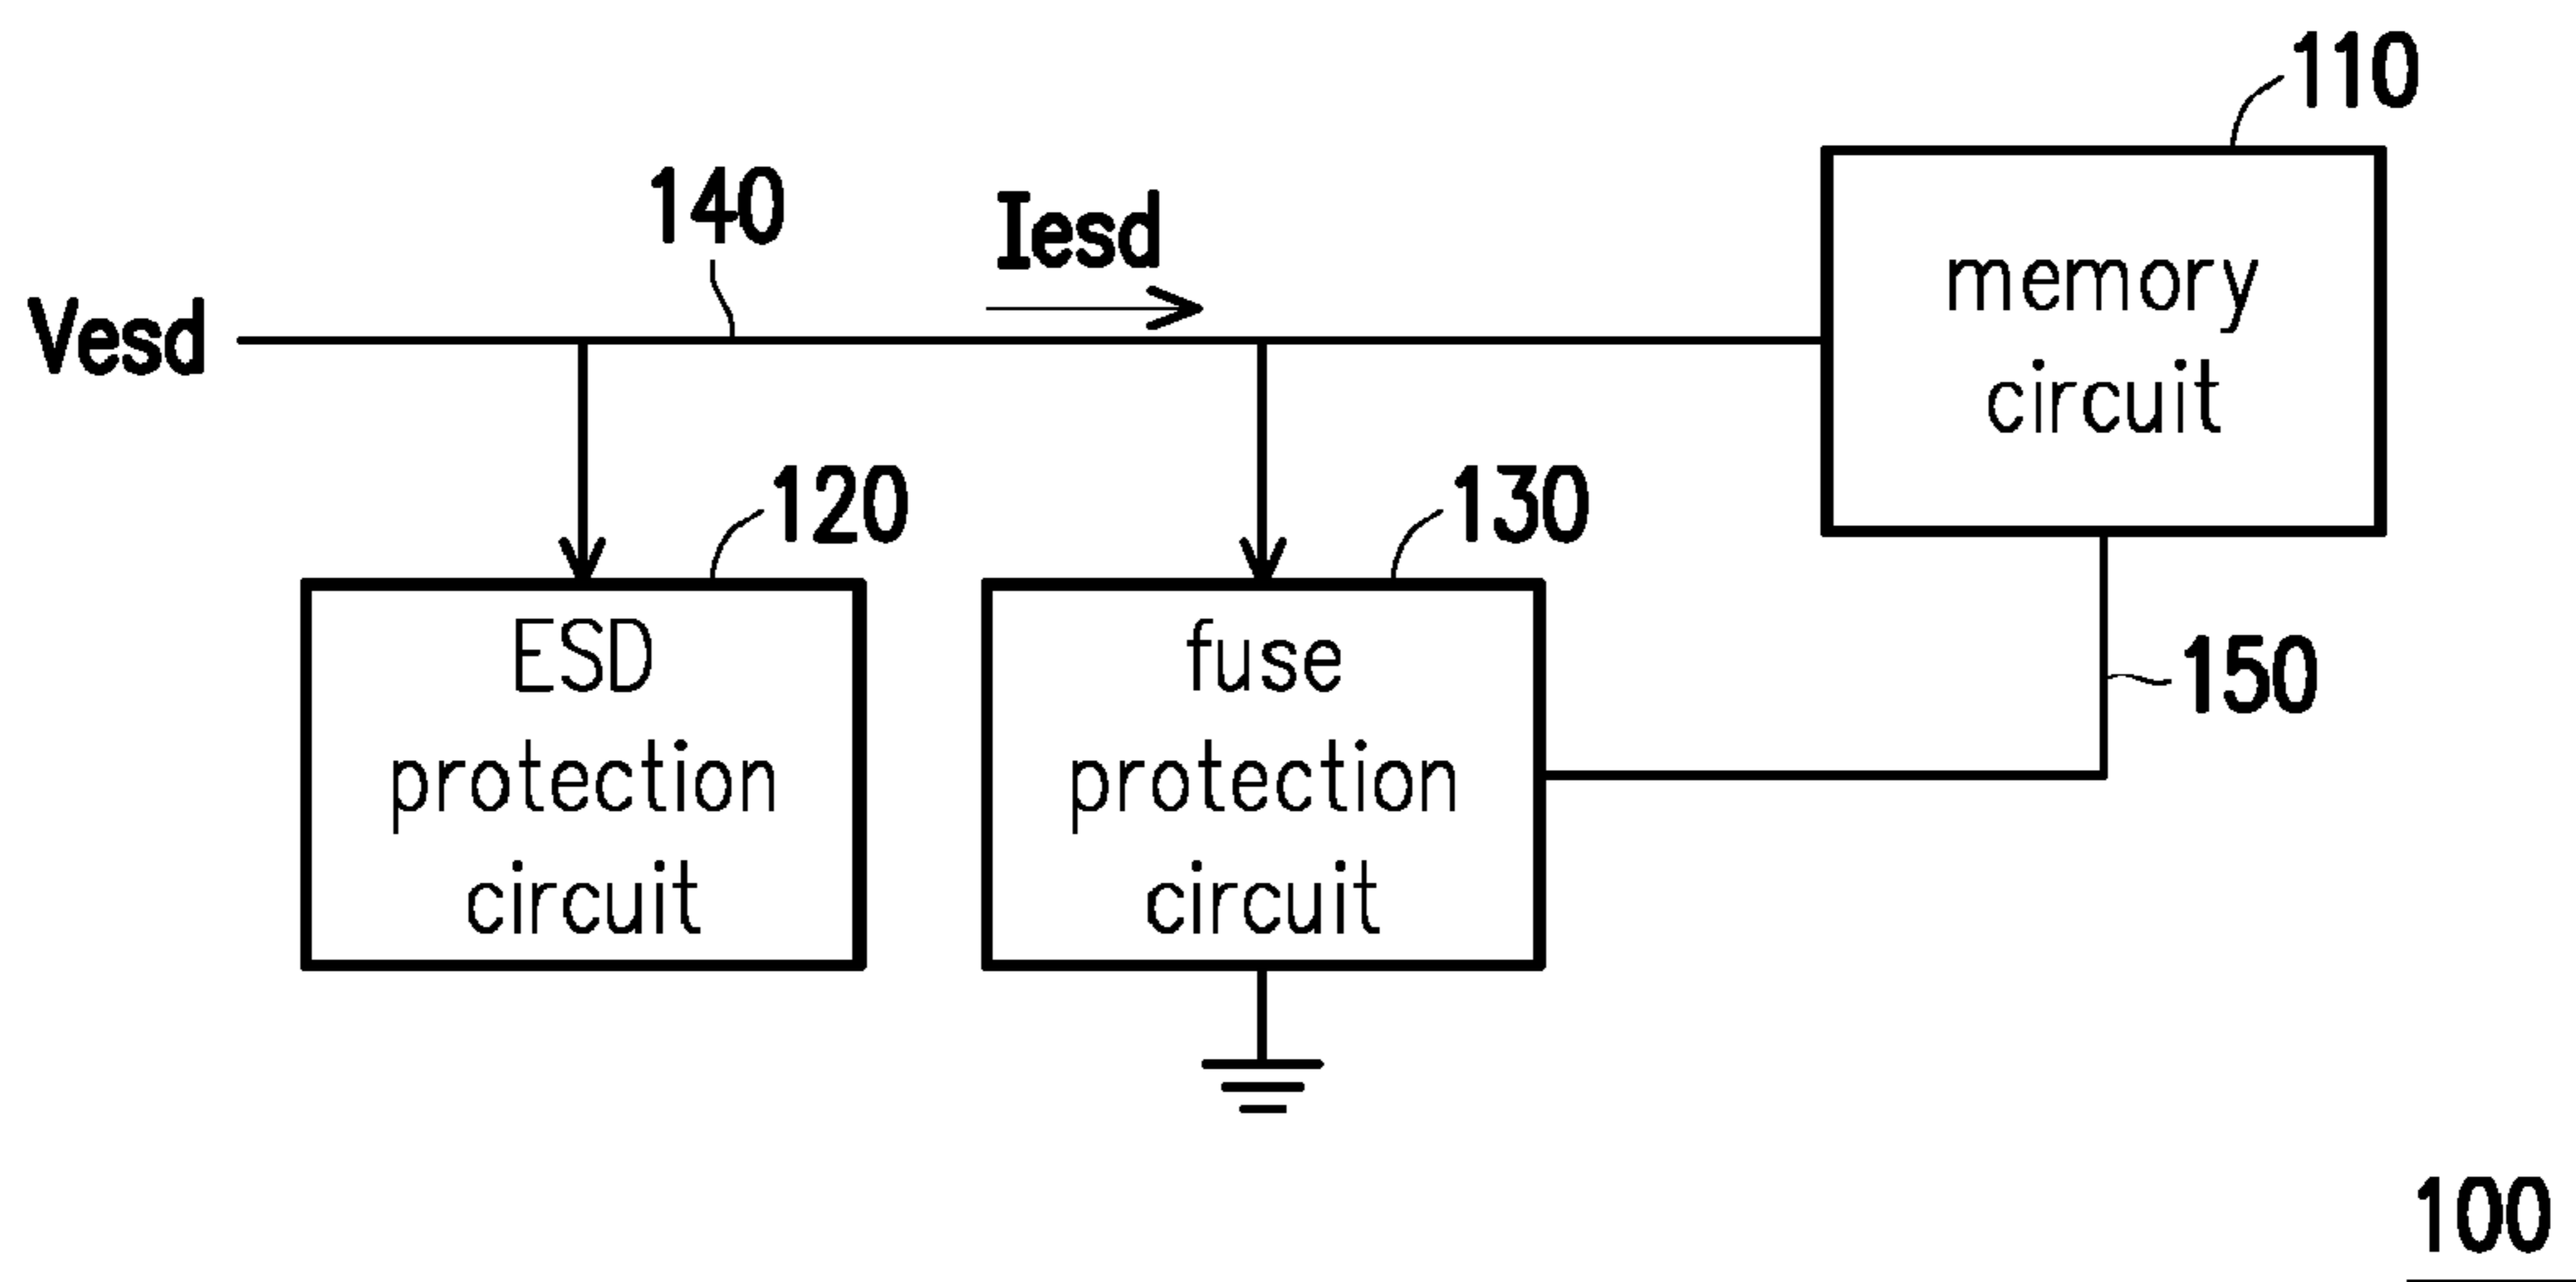 110
140
Iesd
Vesd
memory
circuit
120
130
ESD
protection
circuit
fuse
protection
circuit
150
100